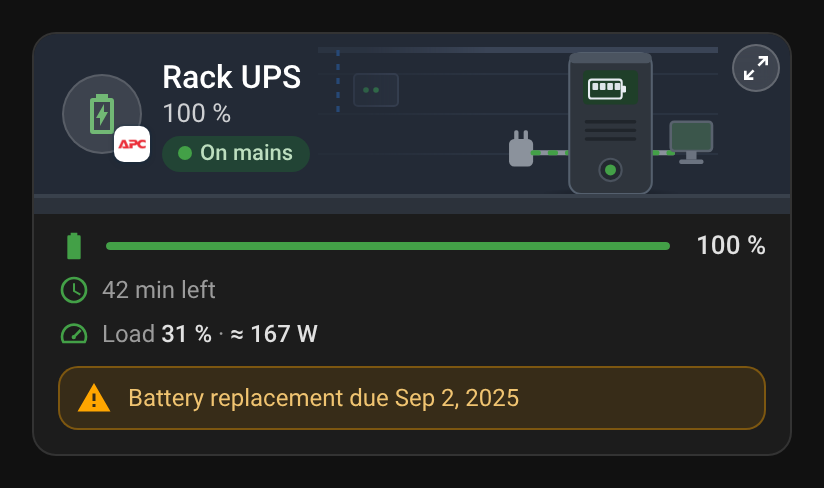 Rack UPS
100 %
APC
On mains
100 %
42 min left
Load 31 % · ≈ 167 W
Battery replacement due Sep 2, 2025